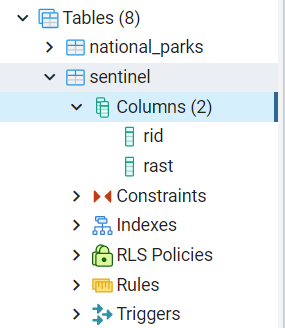 Tables (8)
national_parks
sentinel
Columns (2)
rid
rast
Constraints
Indexes
RLS Policies
Rules
Triggers